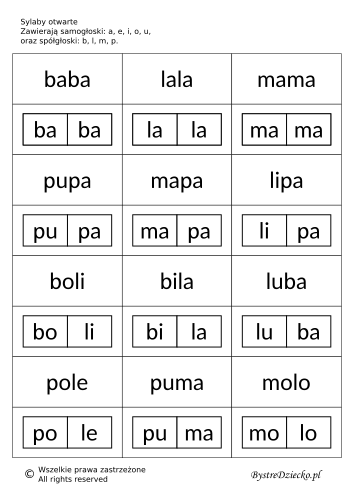 Sylaby otwarte
Zawierają samogłoski: a, e, i, o, u,
oraz spółgłoski: b, l, m, p.
baba lala mama
ba ba la la ma ma
pupa mapa lipa
pu pa ma pa li pa
boli bila luba
bo li bi la lu ba
pole puma molo
po le pu ma mo lo
© Wszelkie prawa zastrzeżone
All rights reserved
BystreDziecko.pl